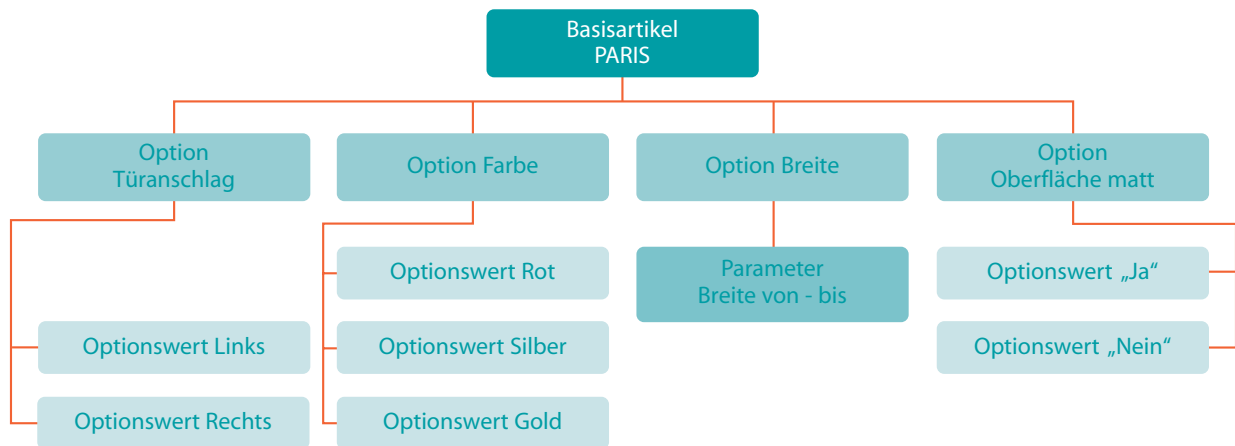 Basisartikel
PARIS
Option
Türanschlag
Option Farbe
Option Breite
Option
Oberfläche matt
Optionswert Rot
Parameter
Breite von - bis
Optionswert „Ja“
Optionswert Links
Optionswert Silber
Optionswert „Nein“
Optionswert Rechts
Optionswert Gold